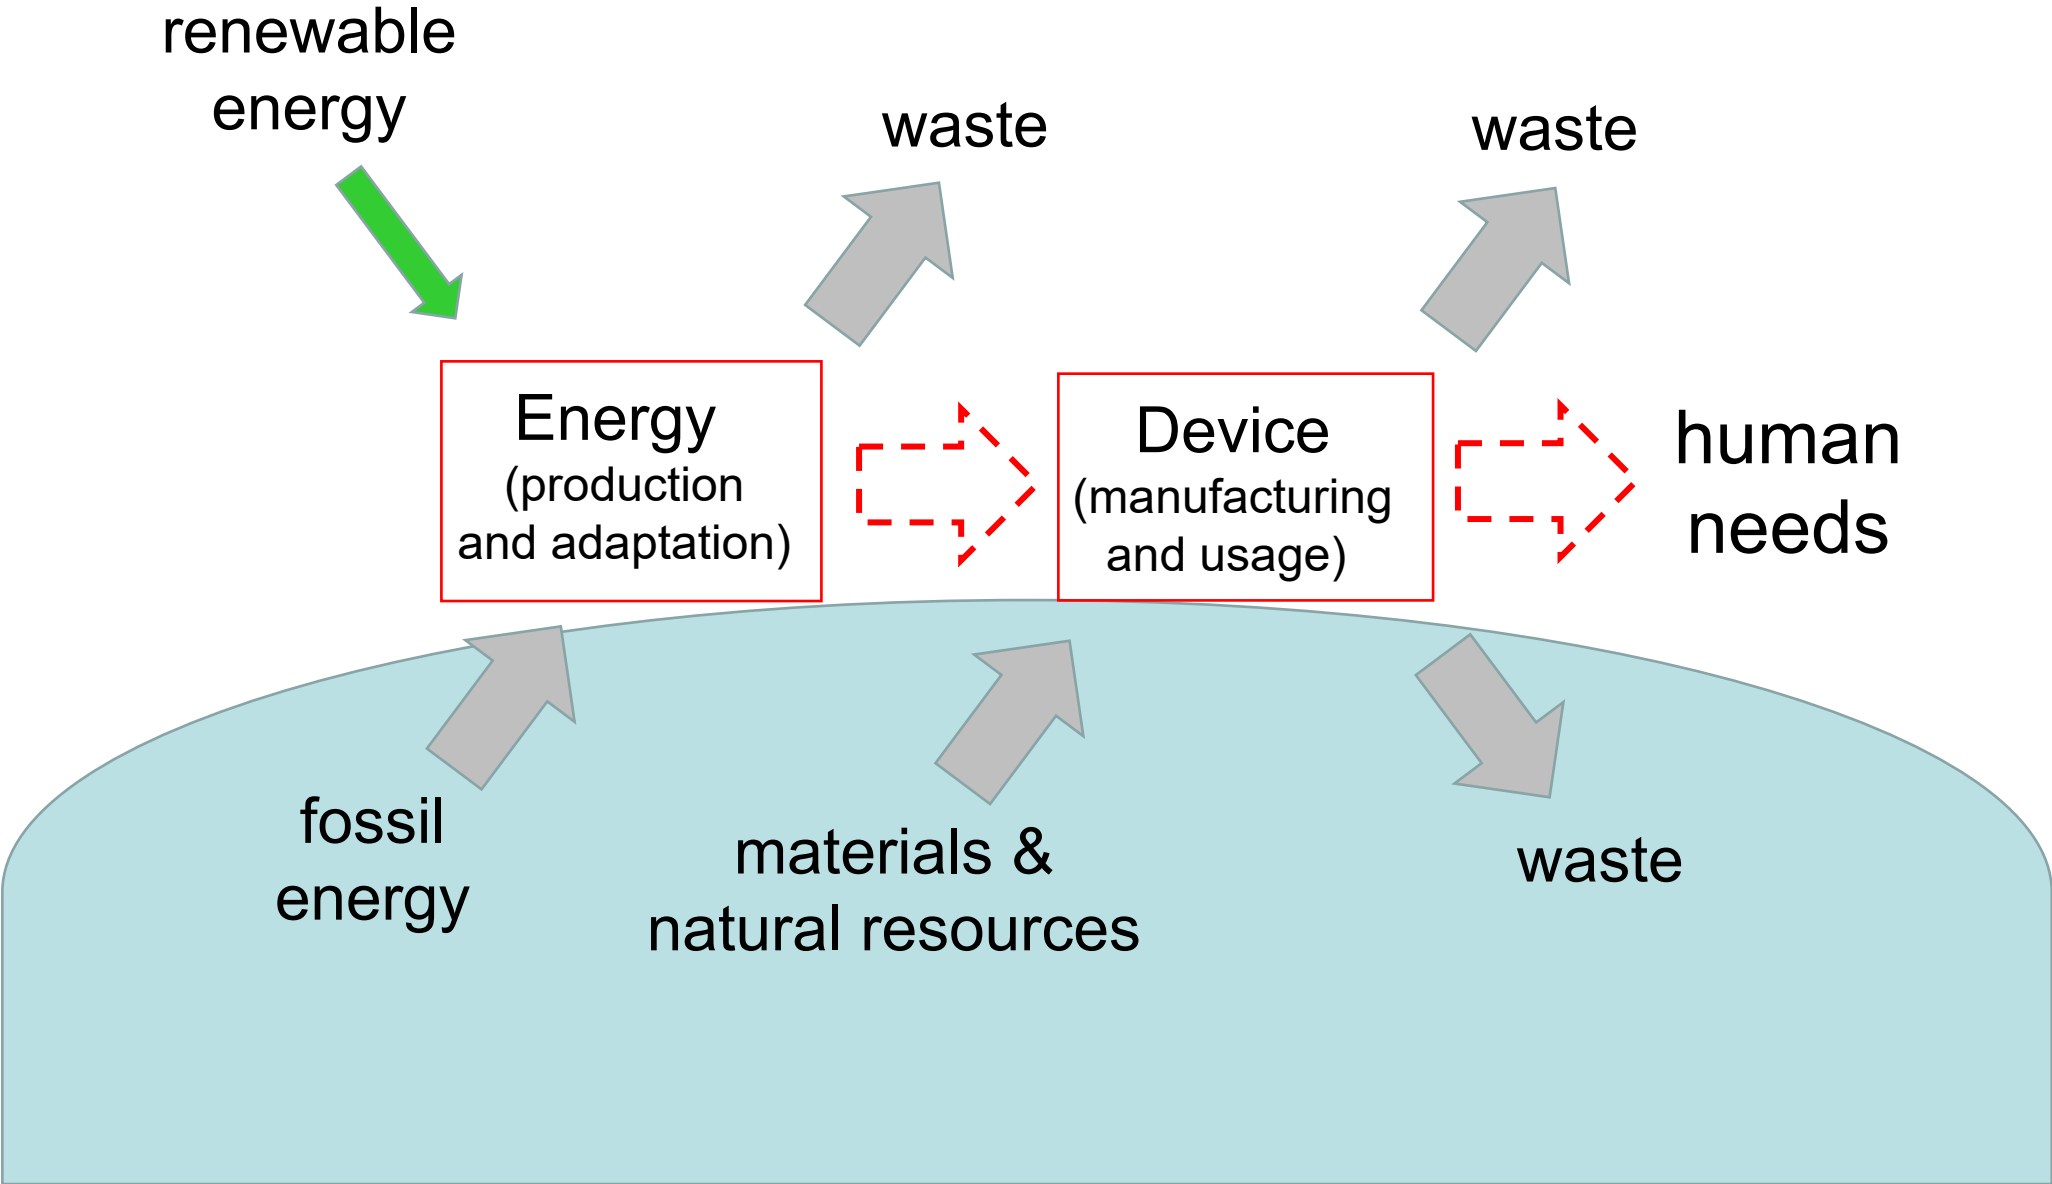 renewable
energy
waste
waste
Energy
(production
and adaptation)
Device
(manufacturing
and usage)
human
needs
fossil
energy
materials &
natural resources
waste